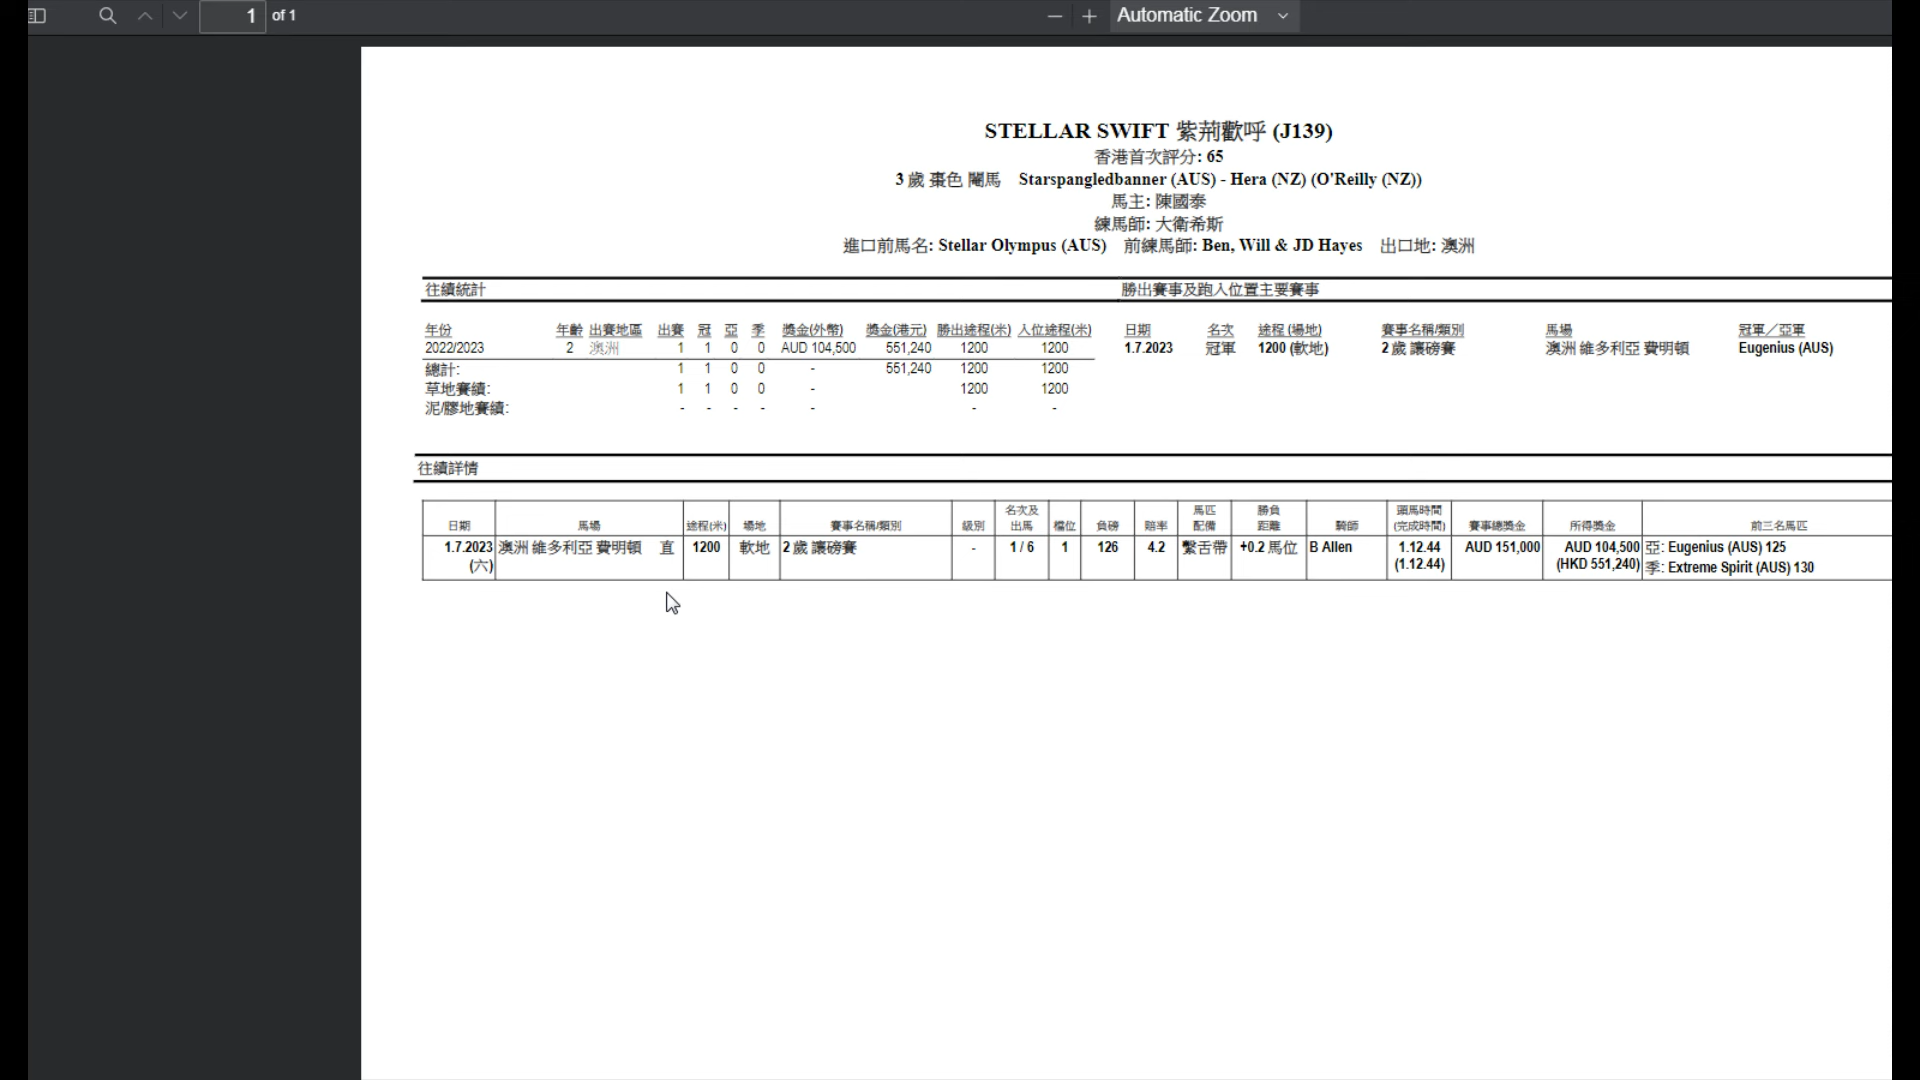 1 of 1 Automatic Zoom
STELLAR SWIFT 紫荊歡呼 (J139)
香港首次評分: 65
3 歲 棗色 閹馬 Starspangledbanner (AUS) - Hera (NZ) (O'Reilly (NZ))
馬主: 陳國泰
練馬師: 大衛希斯
進口前馬名: Stellar Olympus (AUS) 前練馬師: Ben, Will & JD Hayes 出口地: 澳洲
往績統計 勝出賽事及跑入位置主要賽事
年份 年齡 出賽地區 出賽 冠 亞 季 獎金(外幣) 獎金(港元) 勝出途程(米) 入位途程(米) 日期 名次 途程 (場地) 賽事名稱/類別 馬場 冠軍／亞軍
2022/2023 2 澳洲 1 1 0 0 AUD 104,500 551,240 1200 1200 1.7.2023 冠軍 1200 (軟地) 2 歲 讓磅賽 澳洲 維多利亞 費明頓 Eugenius (AUS)
總計: 1 1 0 0 - 551,240 1200 1200
草地賽績: 1 1 0 0 - 1200 1200
泥/膠地賽績: - - - - - - -
往績詳情
日期 馬場 途程(米) 場地 賽事名稱/類別 級別 名次及出馬 檔位 負磅 賠率 馬匹配備 勝負距離 騎師 頭馬時間 (完成時間) 賽事總獎金 所得獎金 前三名馬匹
1.7.2023 澳洲 維多利亞 費明頓 直 1200 軟地 2 歲 讓磅賽 - 1 / 6 1 126 4.2 繫舌帶 +0.2 馬位 B Allen 1.12.44 AUD 151,000 AUD 104,500 亞: Eugenius (AUS) 125
(六) (1.12.44) (HKD 551,240) 季: Extreme Spirit (AUS) 130